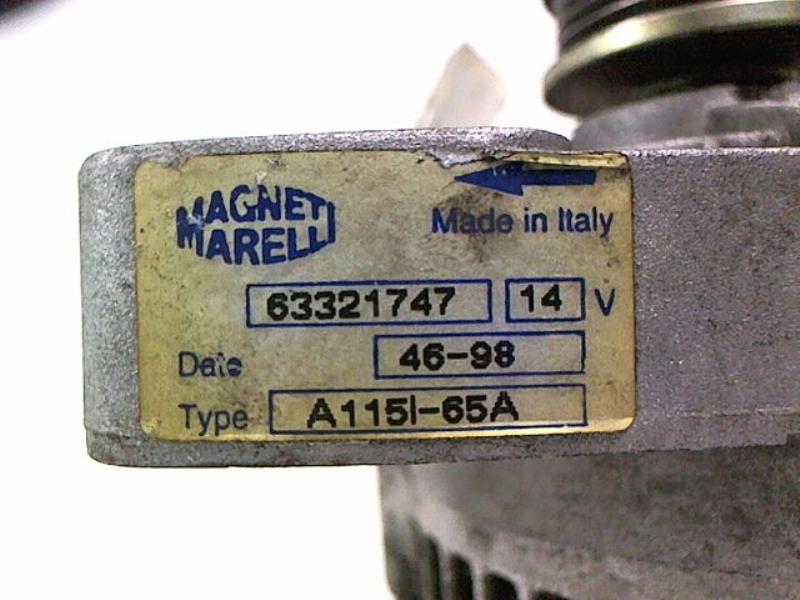 MAGNETI
MARELLI
Made in Italy
63321747 14 V
Date 46-98
Type A115I-65A